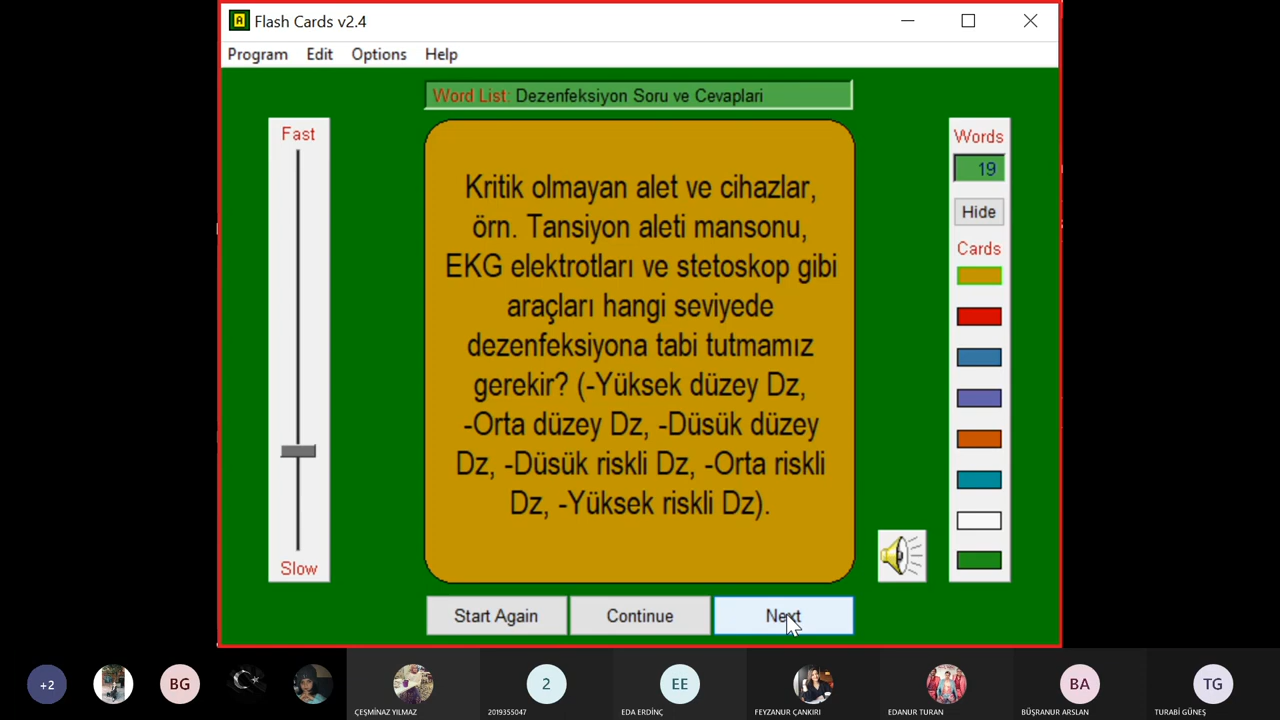 Flash Cards v2.4
Program Edit Options Help
Word List: Dezenfeksiyon Soru ve Cevaplari
Fast
Kritik olmayan alet ve cihazlar,
örn. Tansiyon aleti mansonu,
EKG elektrotları ve stetoskop gibi
araçları hangi seviyede
dezenfeksiyona tabi tutmamız
gerekir? (-Yüksek düzey Dz,
-Orta düzey Dz, -Düsük düzey
Dz, -Düsük riskli Dz, -Orta riskli
Dz, -Yüksek riskli Dz).
Slow
Words
19
Hide
Cards
Start Again Continue Next
+2 BG 2 EE BA TG
ÇEŞMİNAZ YILMAZ 2019355047 EDA ERDİNÇ FEYZANUR ÇANKIRI EDANUR TURAN BÜŞRANUR ARSLAN TURABİ GÜNEŞ